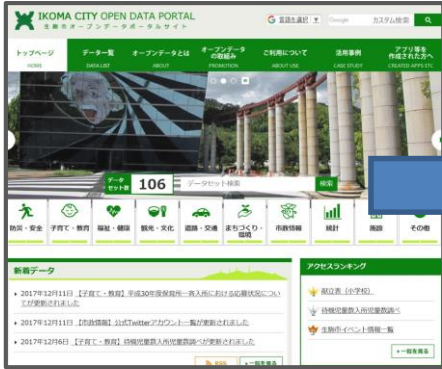 IKOMA CITY OPEN DATA PORTAL
生駒市オープンデータポータルサイト
言語を選択 ▼
Google カスタム検索
トップページ
HOME
データ一覧
DATA LIST
オープンデータとは
ABOUT
オープンデータ
の取組み
PROMOTION
ご利用について
ABOUT USE
活用事例
CASE STUDY
アプリ等を
作成された方へ
CREATED APPS ETC
データ
セット数
106
データセット検索
検索
防災・安全
子育て・教育
福祉・健康
観光・文化
道路・交通
まちづくり・
環境
市政情報
統計
施設
その他
新着データ
2017年12月11日 【子育て・教育】平成30年度保育所一斉入所における応募状況につい
てが更新されました
2017年12月11日 【市政情報】公式Twitterアカウント一覧が更新されました
2017年12月6日 【子育て・教育】待機児童数入所児童数調べが更新されました
RSS
+一覧を見る
アクセスランキング
献立表（小学校）
待機児童数入所児童数調べ
生駒市イベント情報一覧
+一覧を見る